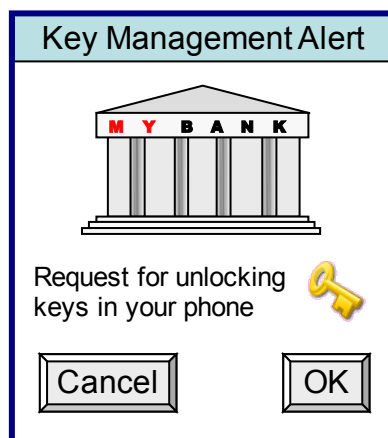 Key Management Alert
MY BANK
Request for unlocking
keys in your phone
Cancel OK